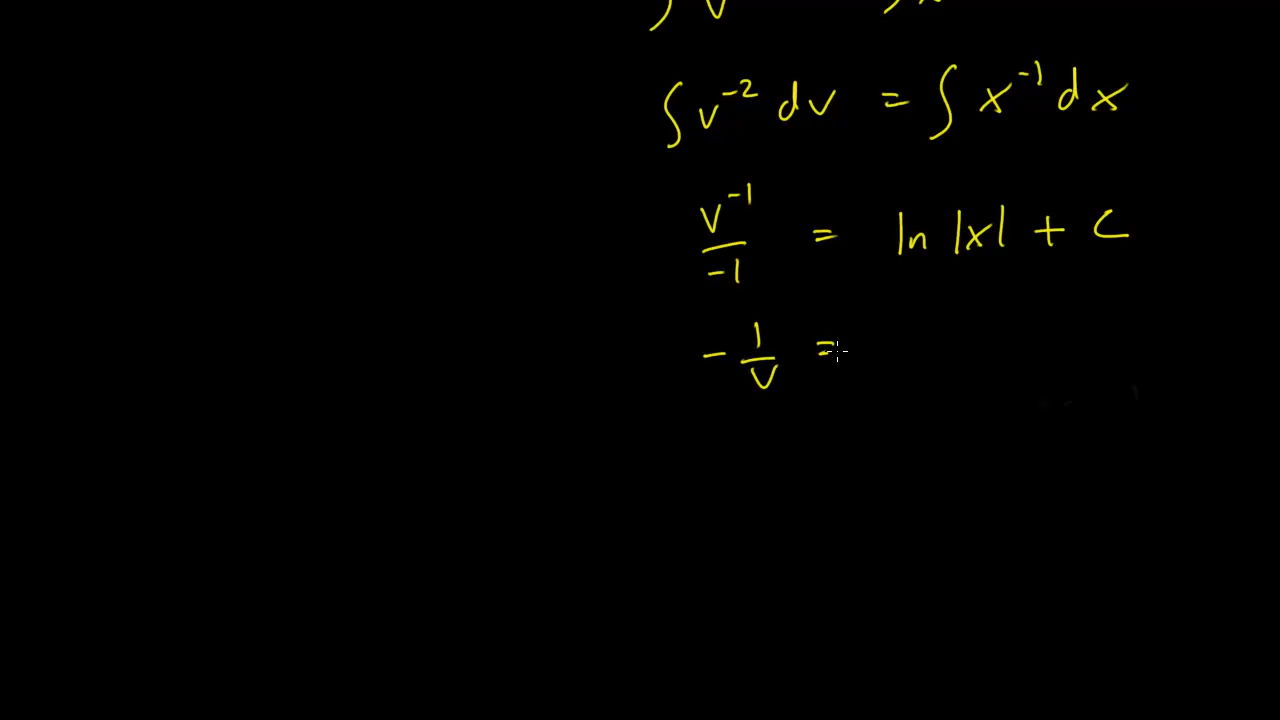 ∫ v⁻² dv = ∫ x⁻¹ dx
v⁻¹/-1 = ln |x| + C
- 1/v =